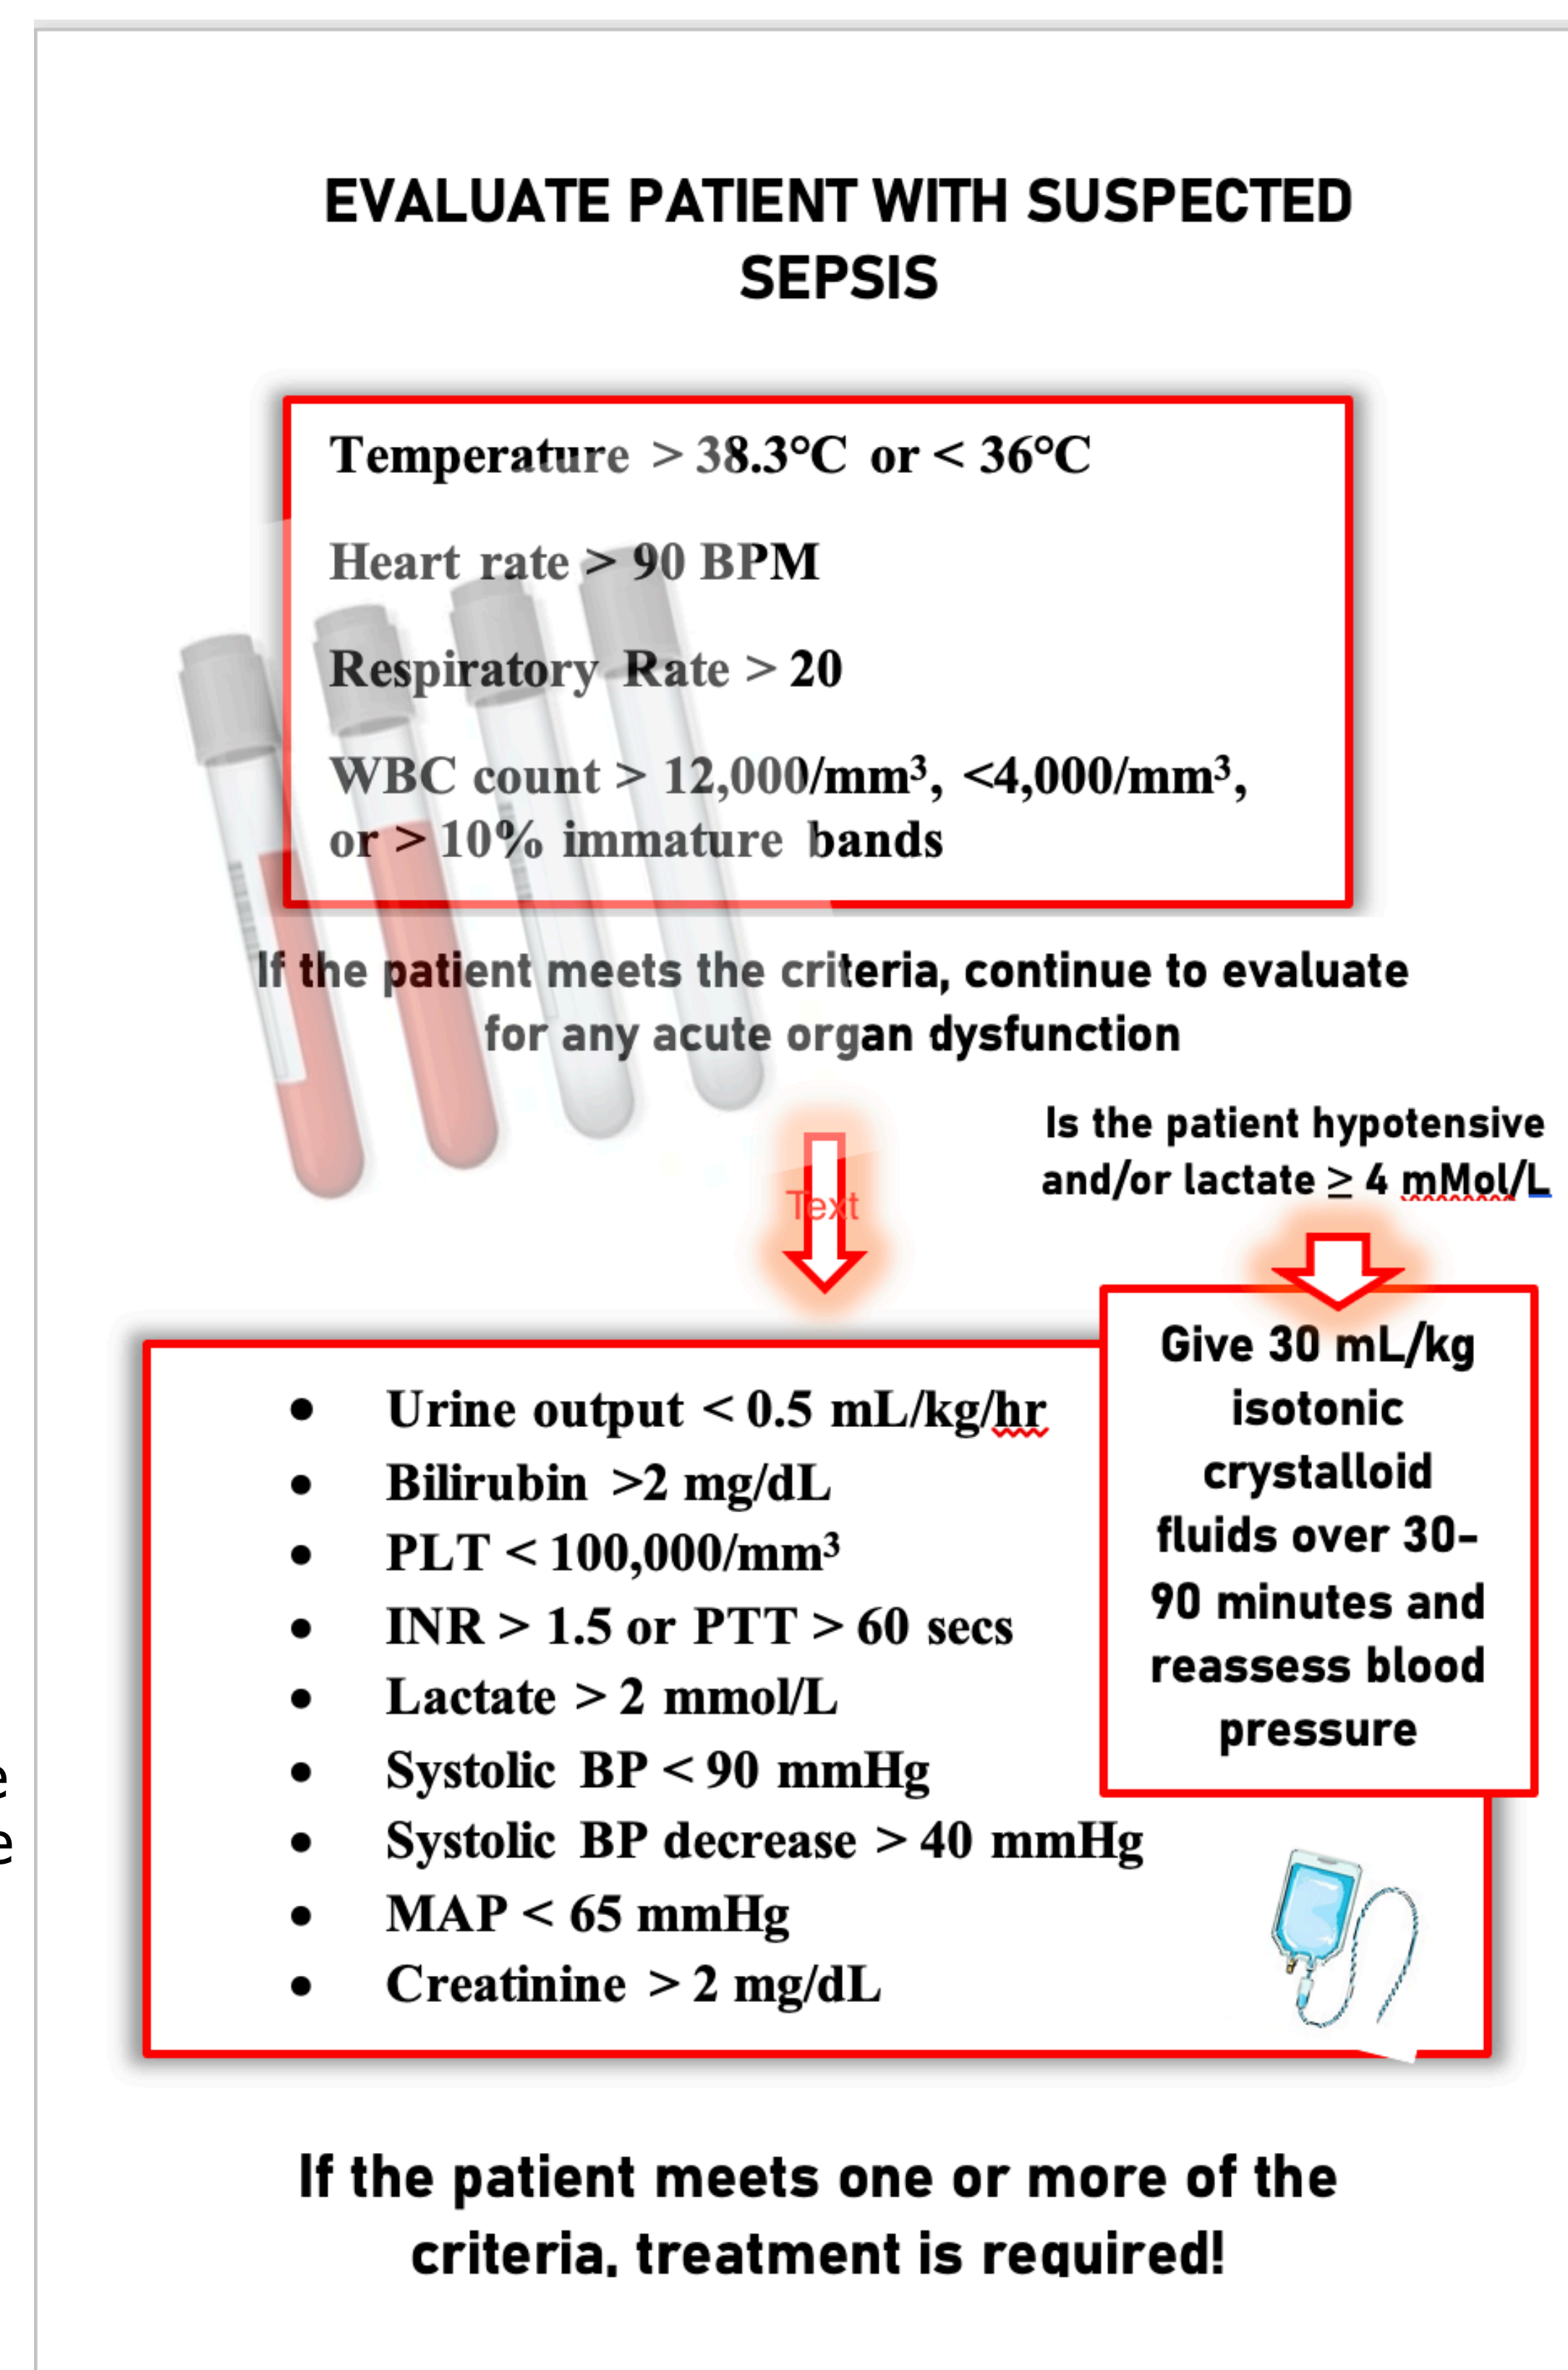 EVALUATE PATIENT WITH SUSPECTED
SEPSIS
Temperature > 38.3°C or < 36°C
Heart rate > 90 BPM
Respiratory Rate > 20
WBC count > 12,000/mm³, <4,000/mm³,
or > 10% immature bands
If the patient meets the criteria, continue to evaluate
for any acute organ dysfunction
Text
Is the patient hypotensive
and/or lactate ≥ 4 mMol/L
Give 30 mL/kg
isotonic
crystalloid
fluids over 30-
90 minutes and
reassess blood
pressure
• Urine output < 0.5 mL/kg/hr
• Bilirubin >2 mg/dL
• PLT < 100,000/mm³
• INR > 1.5 or PTT > 60 secs
• Lactate > 2 mmol/L
• Systolic BP < 90 mmHg
• Systolic BP decrease > 40 mmHg
• MAP < 65 mmHg
• Creatinine > 2 mg/dL
e
e
If the patient meets one or more of the
criteria, treatment is required!